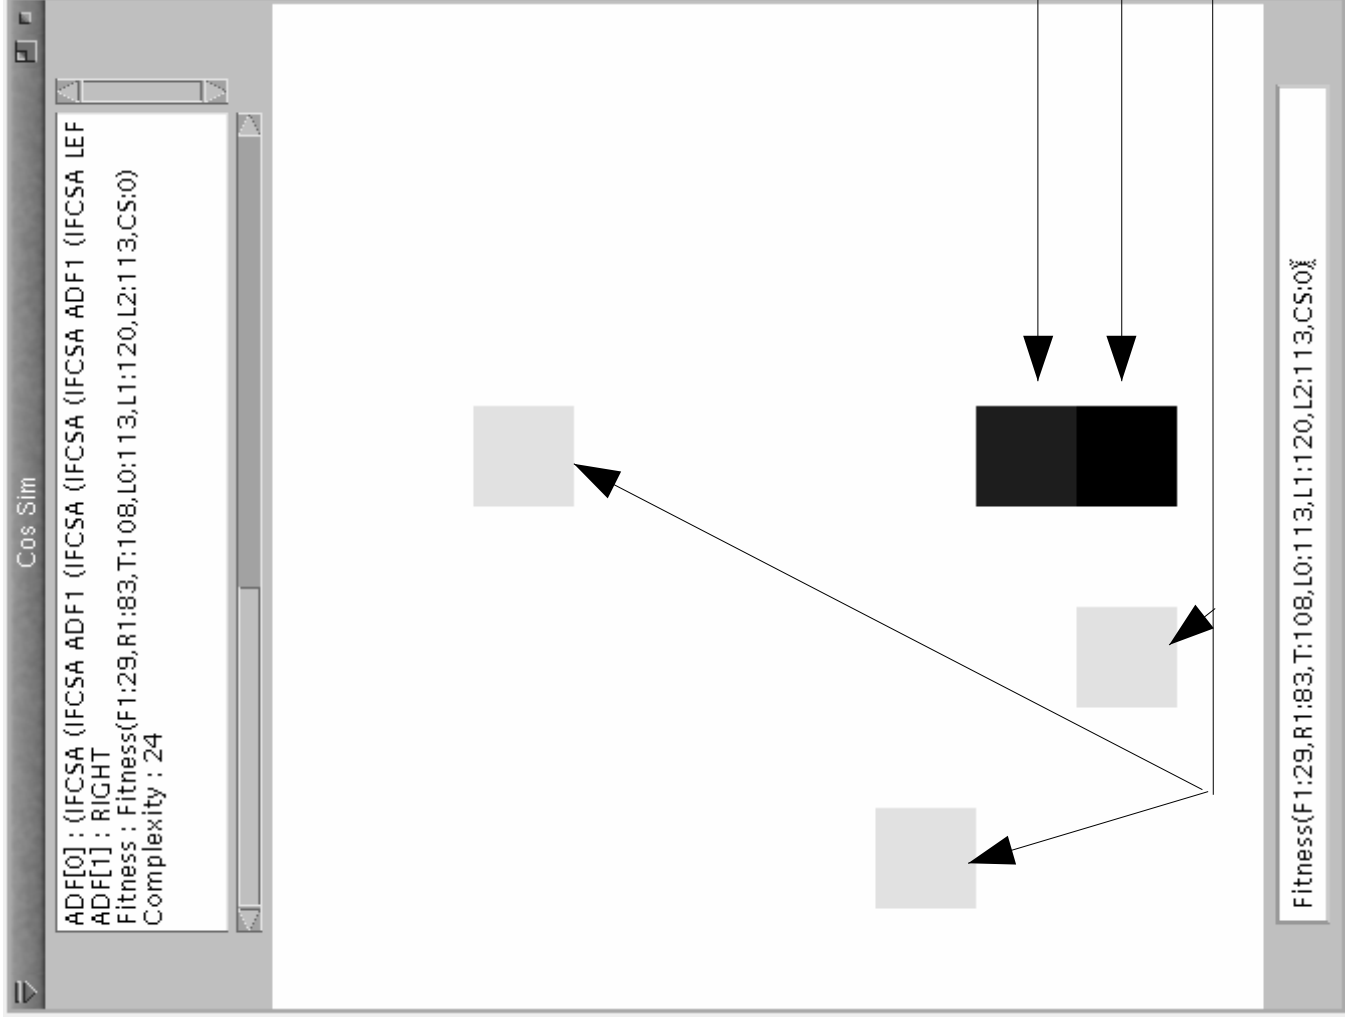 Cos Sim
ADF[0] : (IFCSA (IFCSA ADF1 (IFCSA (IFCSA (IFCSA ADF1 (IFCSA LEF
ADF[1] : RIGHT
Fitness : Fitness(F1:29,R1:83,T:108,L0:113,L1:120,L2:113,CS:0)
Complexity : 24
Fitness(F1:29,R1:83,T:108,L0:113,L1:120,L2:113,CS:0)